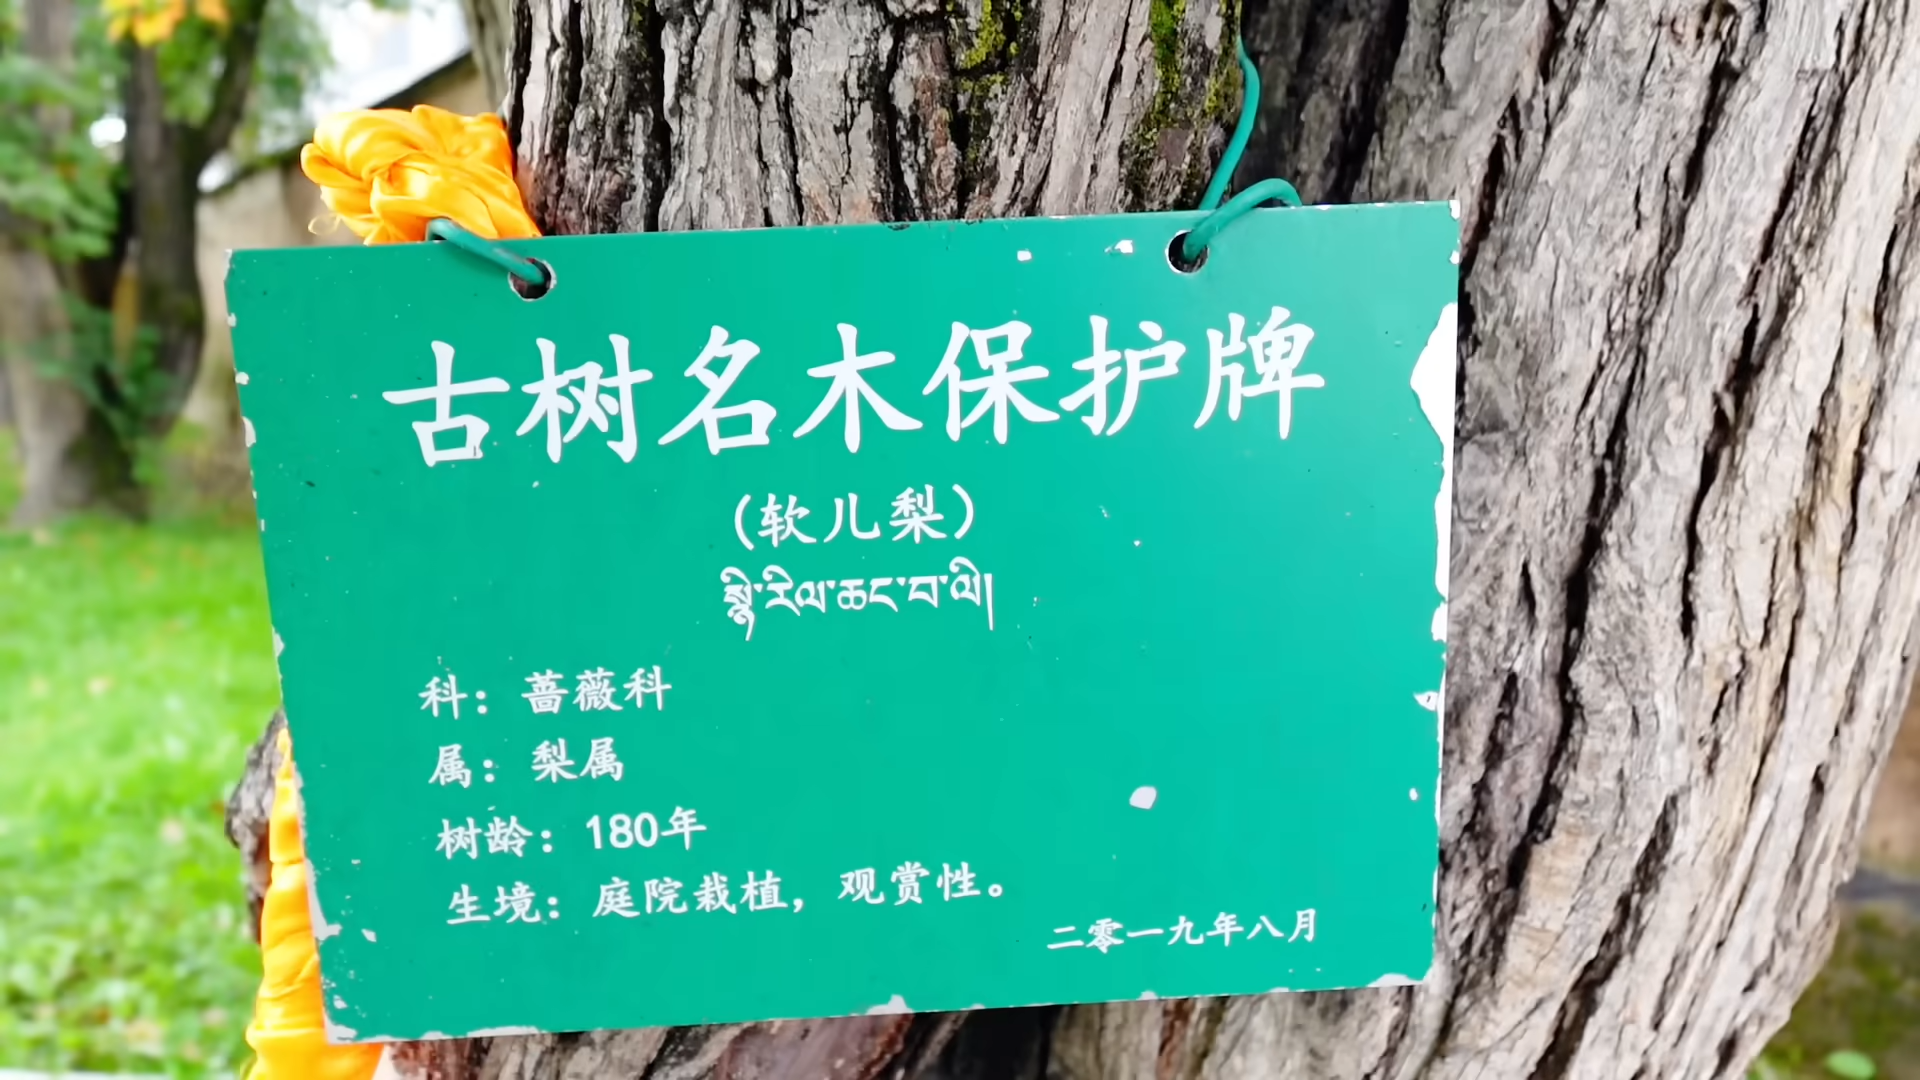 古树名木保护牌
(软儿梨)
སྙེ་རིལ་ཆང་བ་ལི།
科：蔷薇科
属：梨属
树龄：180年
生境：庭院栽植，观赏性。
二零一九年八月